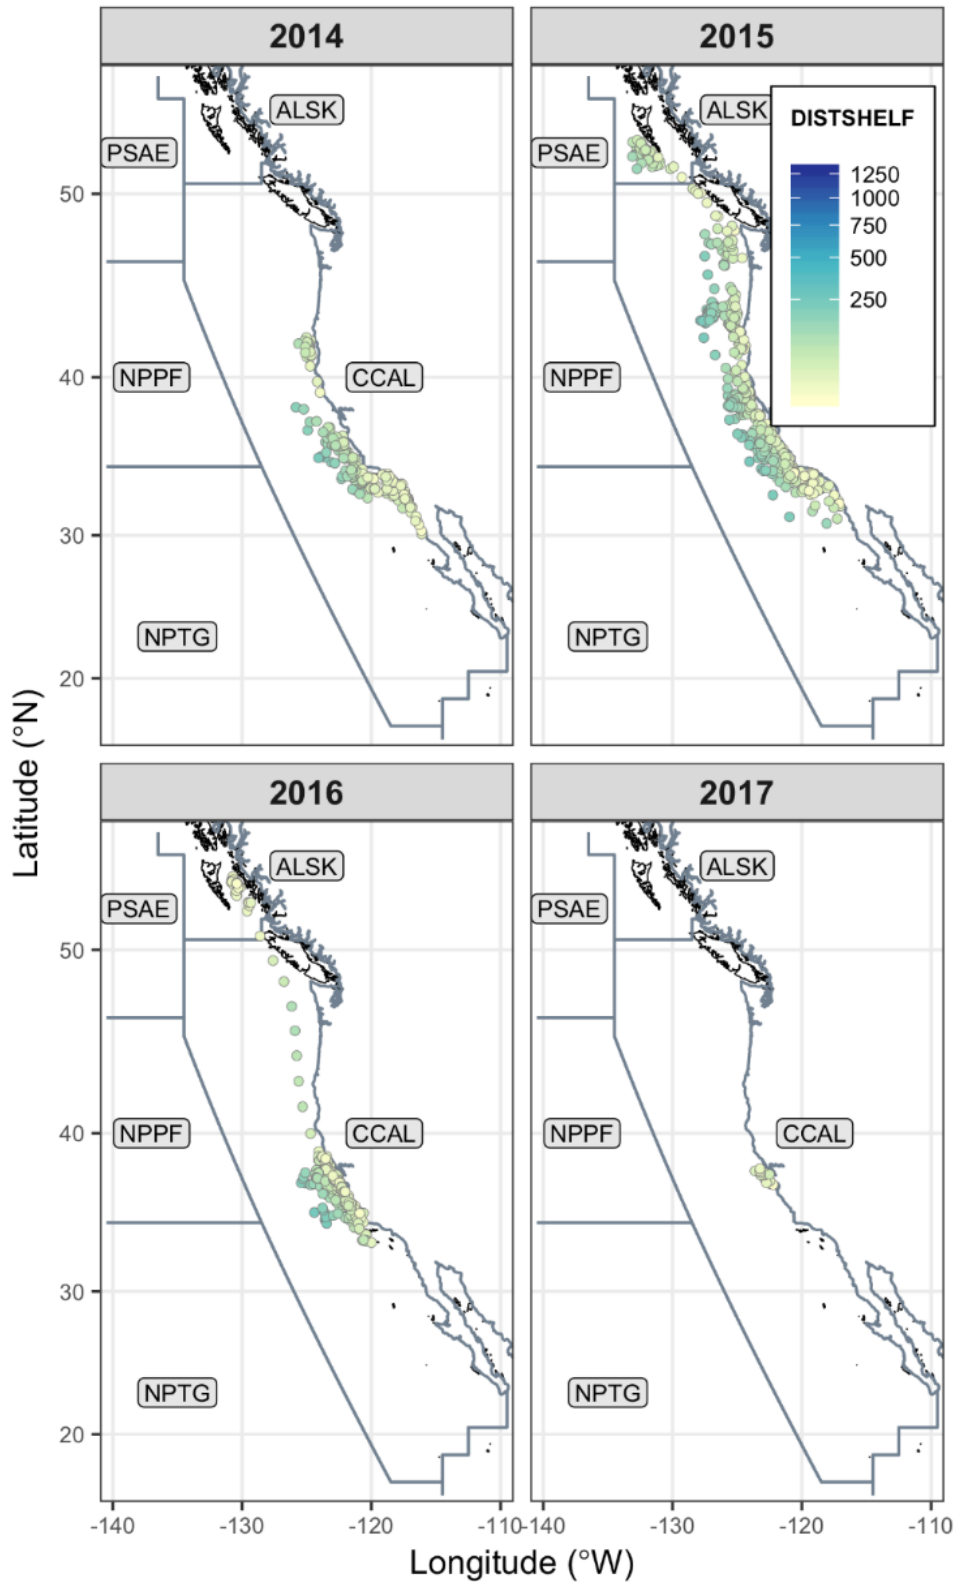 2014
2015
ALSK
ALSK
DISTSHELF
PSAE
PSAE
1250
1000
750
500
250
50
40
30
20
NPPF
CCAL
NPPF
NPTG
NPTG
2016
2017
ALSK
ALSK
PSAE
PSAE
50
40
30
20
NPPF
CCAL
NPPF
CCAL
NPTG
NPTG
-140
-130
-120
-110
-140
-130
-120
-110
Latitude (°N)
Longitude (°W)